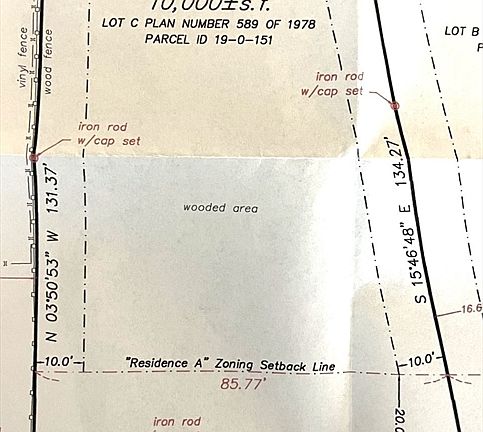 10,000±s.f.
LOT C PLAN NUMBER 589 OF 1978
PARCEL ID 19-0-151
LOT B
P
vinyl fence
wood fence
iron rod
w/cap set
iron rod
w/cap set
N 03°50'53" W 131.37'
wooded area
S 15°46'48" E 134.27'
16.6
10.0'
"Residence A" Zoning Setback Line
10.0'
85.77'
20.0
iron rod